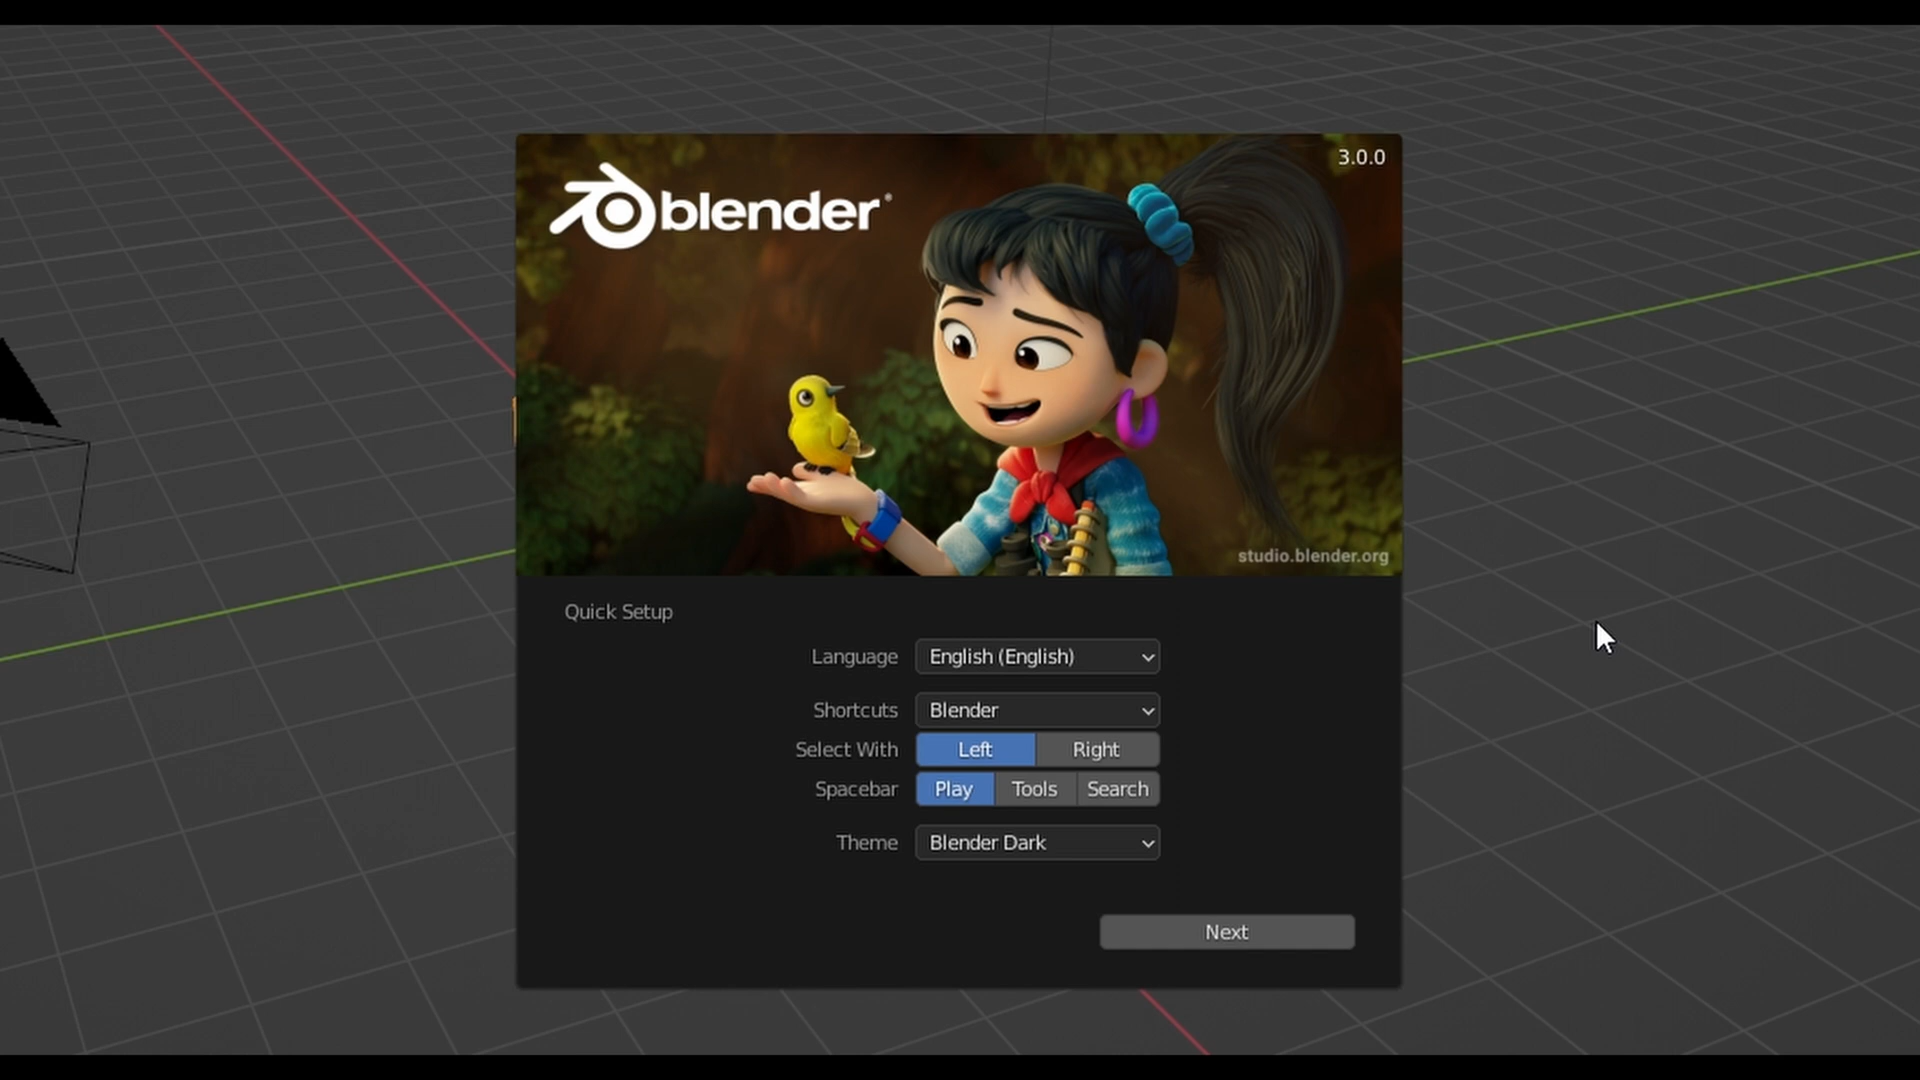 3.0.0
blender®
studio.blender.org
Quick Setup
Language English (English)
Shortcuts Blender
Select With Left Right
Spacebar Play Tools Search
Theme Blender Dark
Next